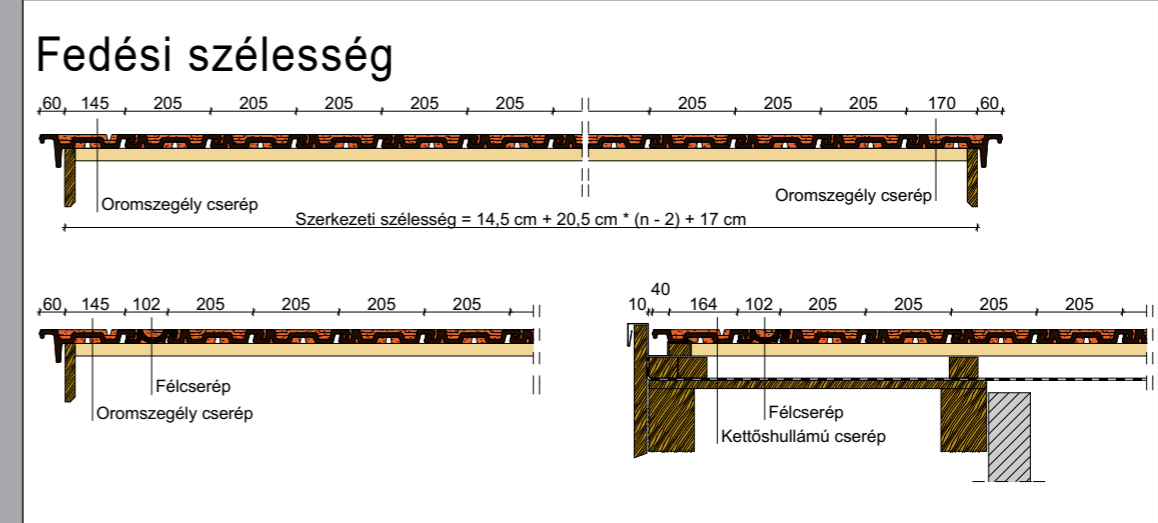 Fedési szélesség
60 145 205 205 205 205 205 205 205 205 170 60
Oromszegély cserép
Oromszegély cserép
Szerkezeti szélesség = 14,5 cm + 20,5 cm * (n - 2) + 17 cm
60 145 102 205 205 205 205
Félcserép
Oromszegély cserép
40
10 164 102 205 205 205 205
Félcserép
Kettőshullámú cserép